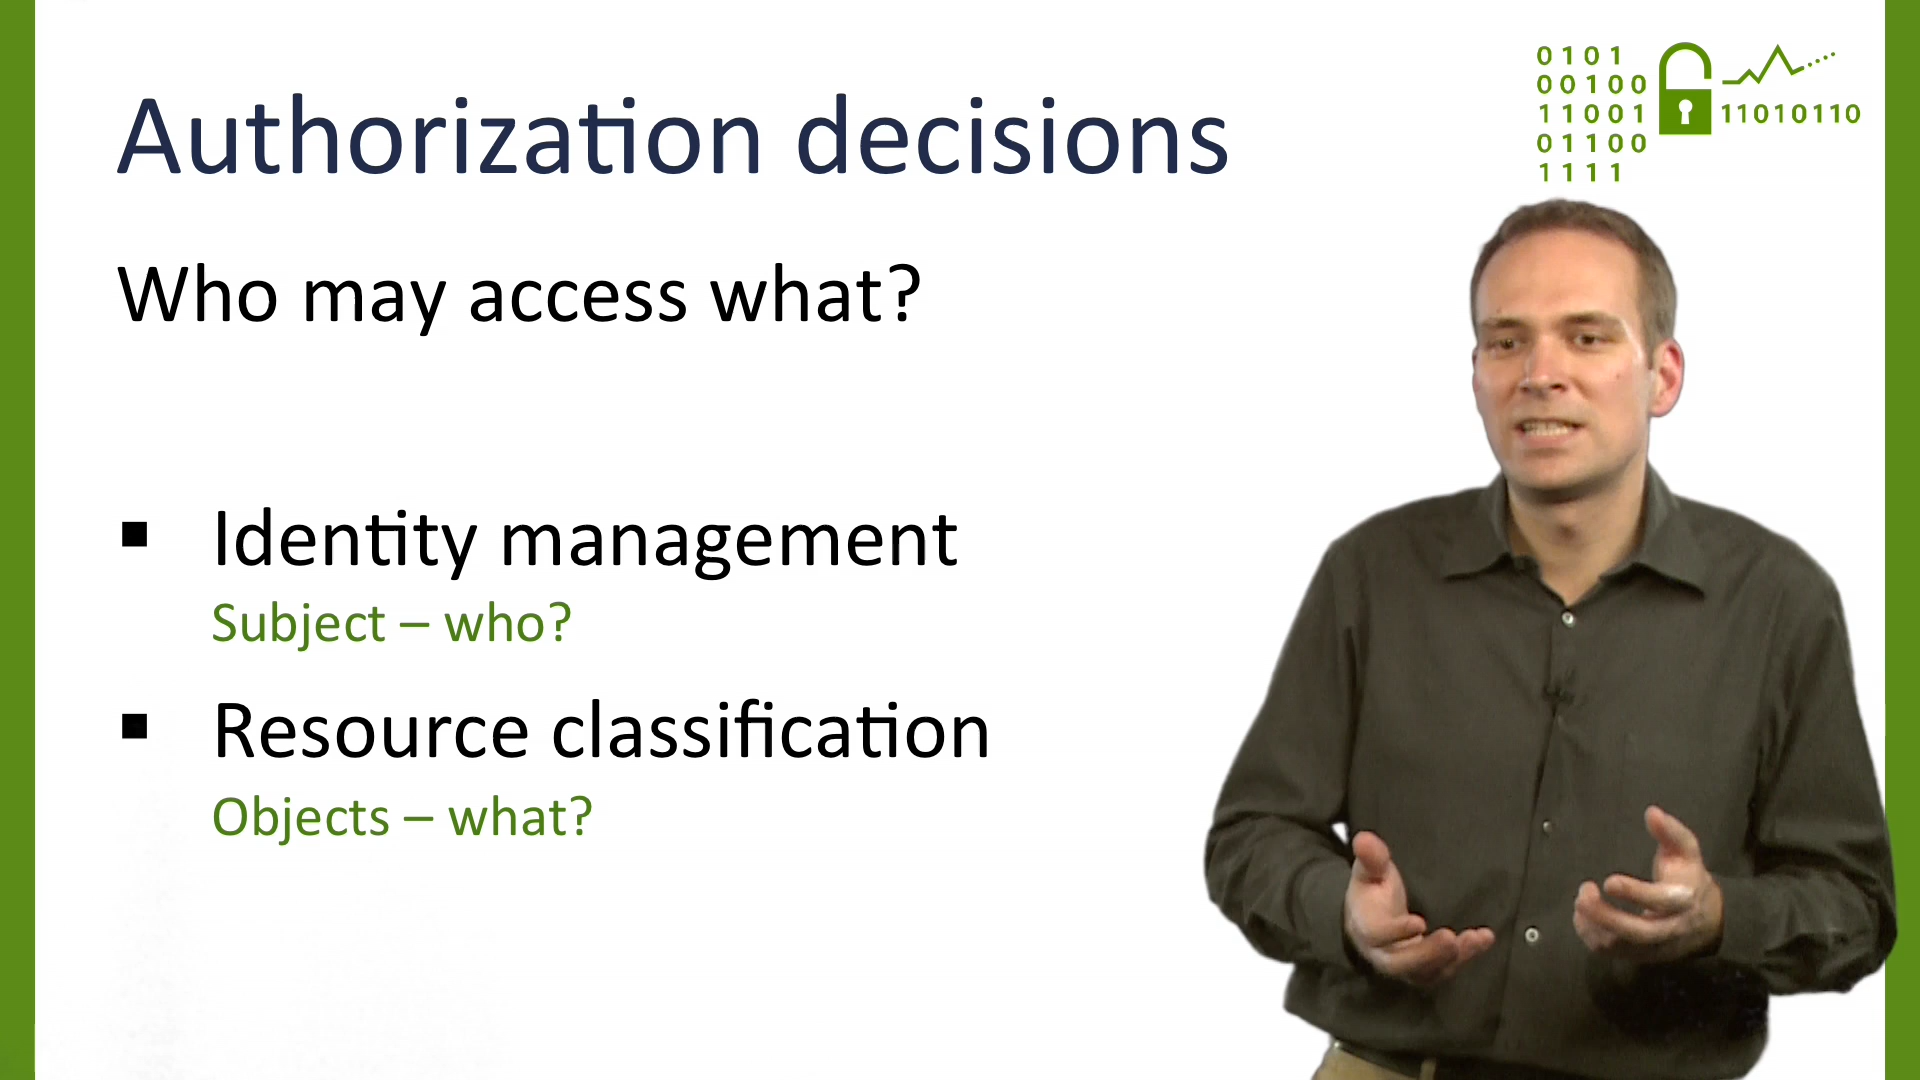 Authorization decisions
0101
00100
11001
11010110
01100
1111
Who may access what?
▪ Identity management
Subject – who?
▪ Resource classification
Objects – what?